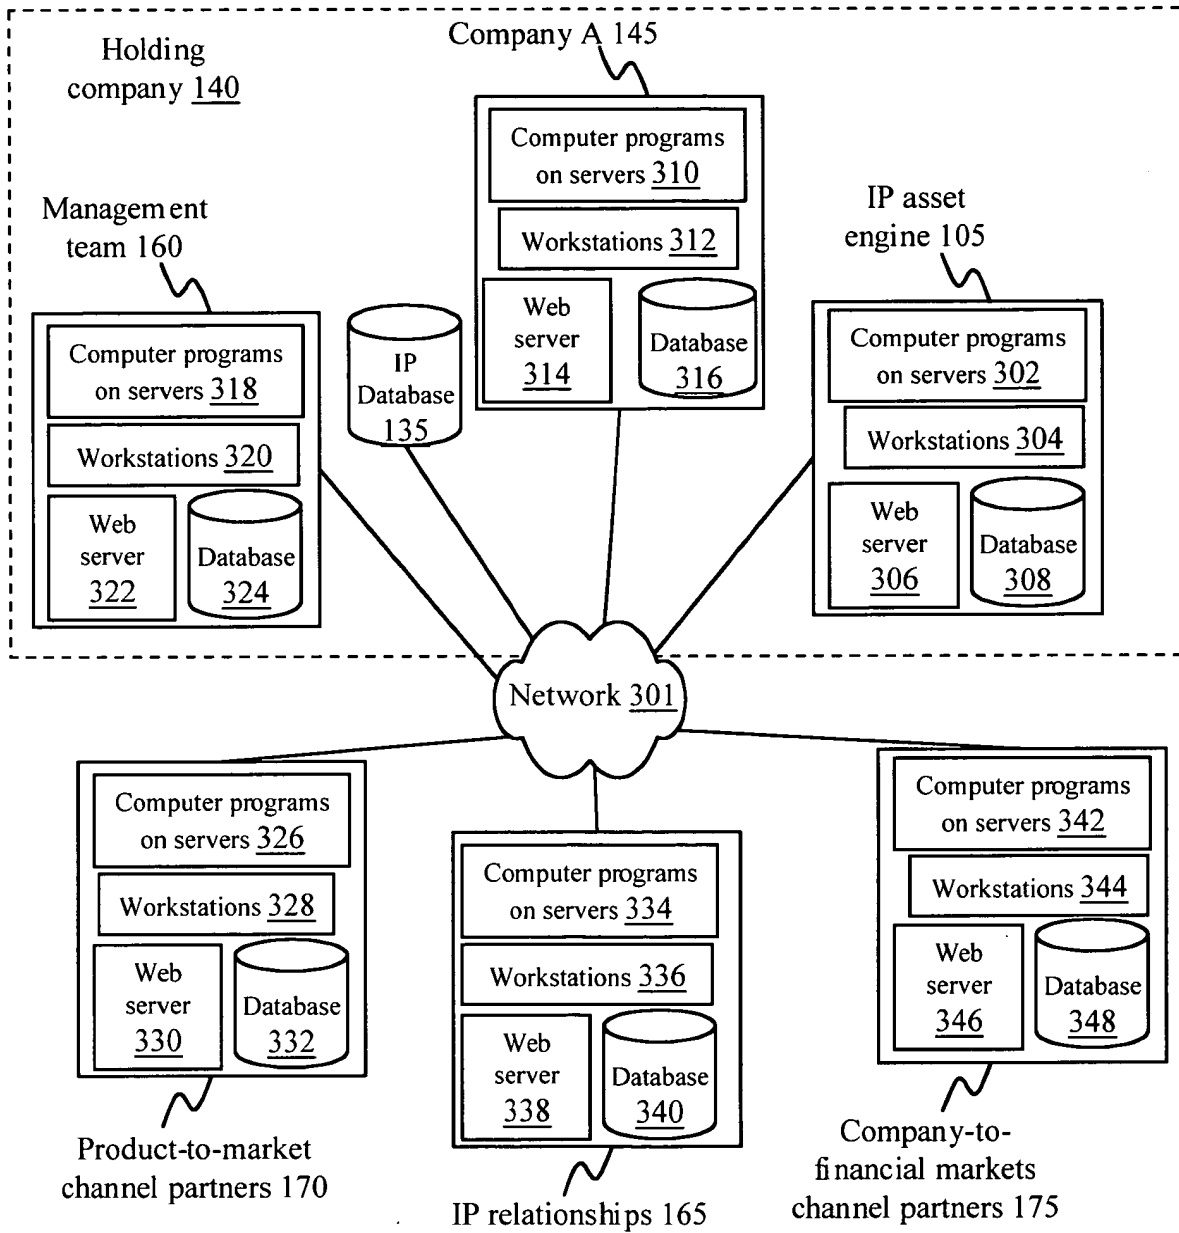 Holding
company 140
Company A 145
Computer programs
on servers 310
Workstations 312
Web
server
314
Database
316
IP asset
engine 105
Computer programs
on servers 302
Workstations 304
Web
server
306
Database
308
Management
team 160
Computer programs
on servers 318
Workstations 320
Web
server
322
Database
324
IP
Database
135
Network 301
Computer programs
on servers 326
Workstations 328
Web
server
330
Database
332
Product-to-market
channel partners 170
Computer programs
on servers 334
Workstations 336
Web
server
338
Database
340
IP relationships 165
Computer programs
on servers 342
Workstations 344
Web
server
346
Database
348
Company-to-
financial markets
channel partners 175